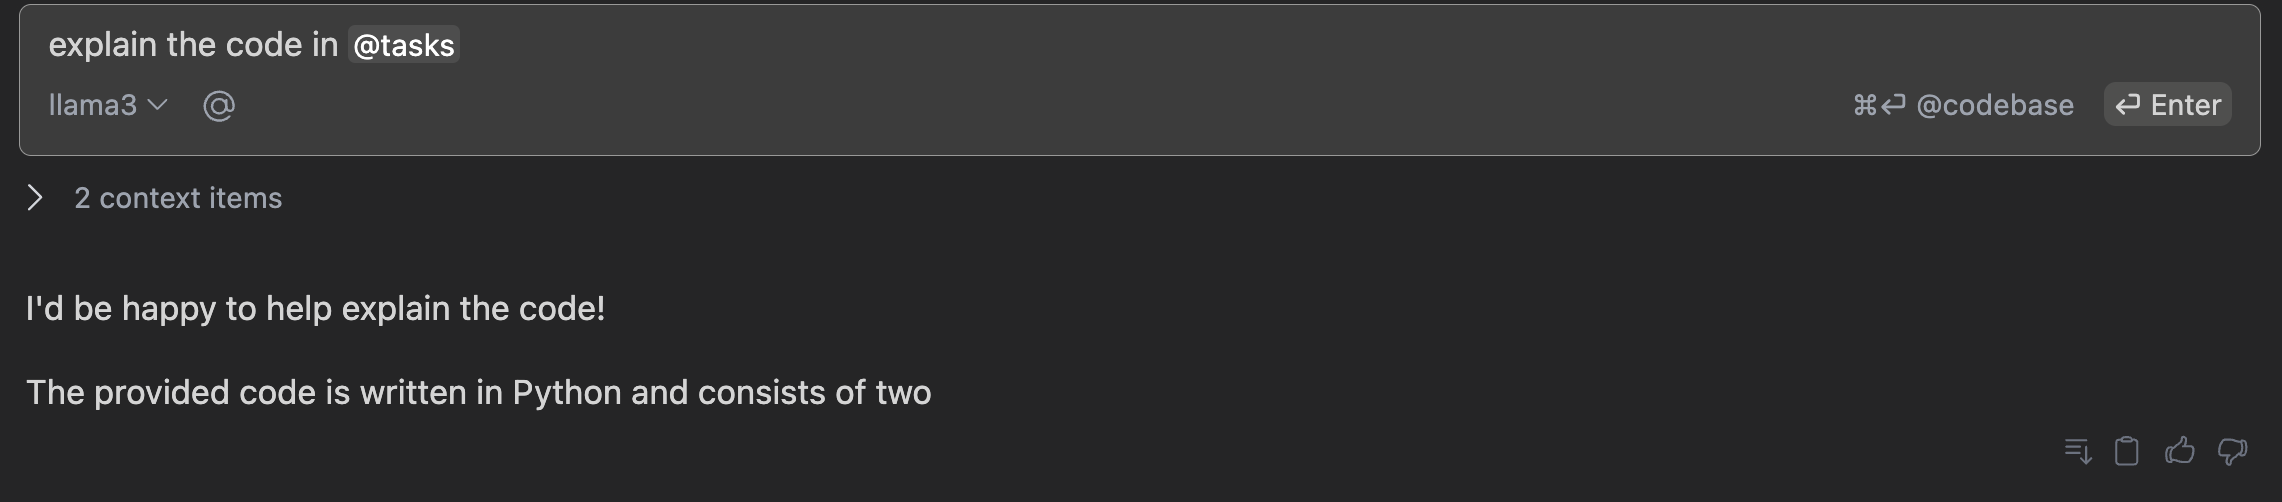 explain the code in @tasks
llama3 @ ⌘⏎ @codebase ⏎ Enter
2 context items
I'd be happy to help explain the code!
The provided code is written in Python and consists of two